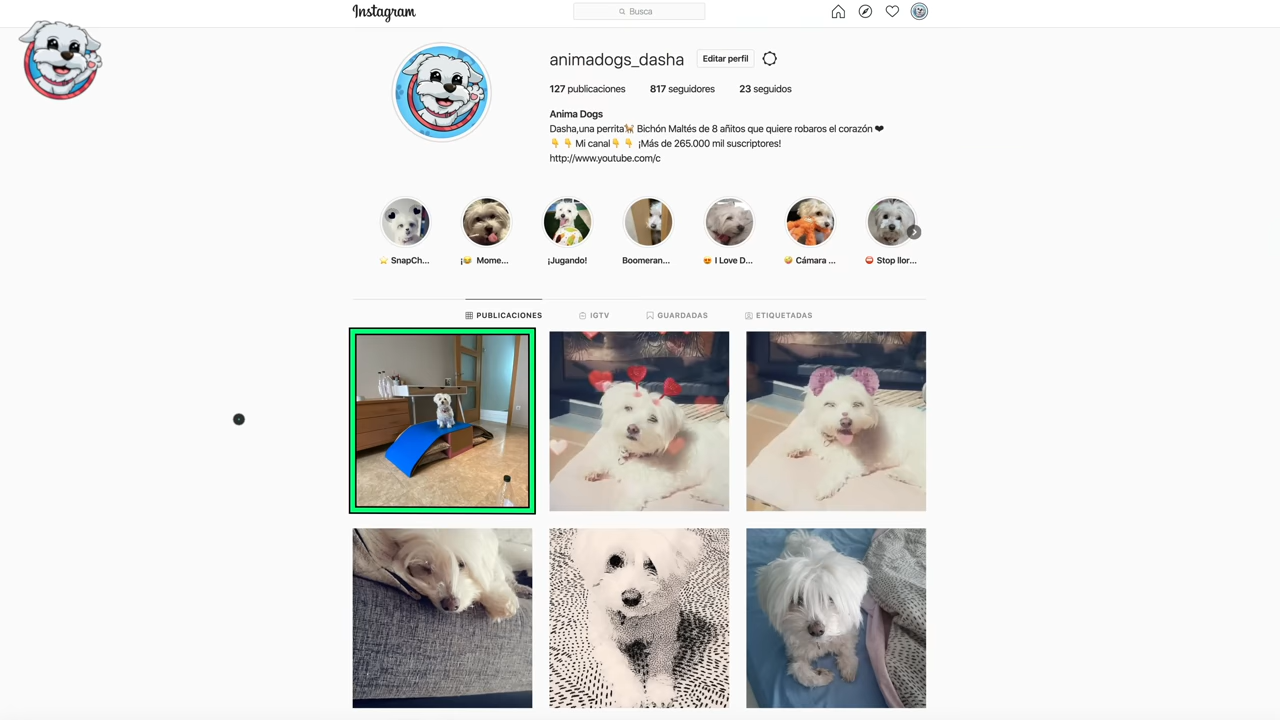 Instagram
Busca
animadogs_dasha
Editar perfil
127 publicaciones 817 seguidores 23 seguidos
Anima Dogs
Dasha,una perrita🐕 Bichón Maltés de 8 añitos que quiere robaros el corazón ❤
👇 👇 Mi canal👇 👇 ¡Más de 265.000 mil suscriptores!
http://www.youtube.com/c
⭐ SnapCh... ¡😂 Mome... ¡Jugando! Boomeran... 😍 I Love D... 🤣 Cámara ... ⛔ Stop llor...
PUBLICACIONES IGTV GUARDADAS ETIQUETADAS